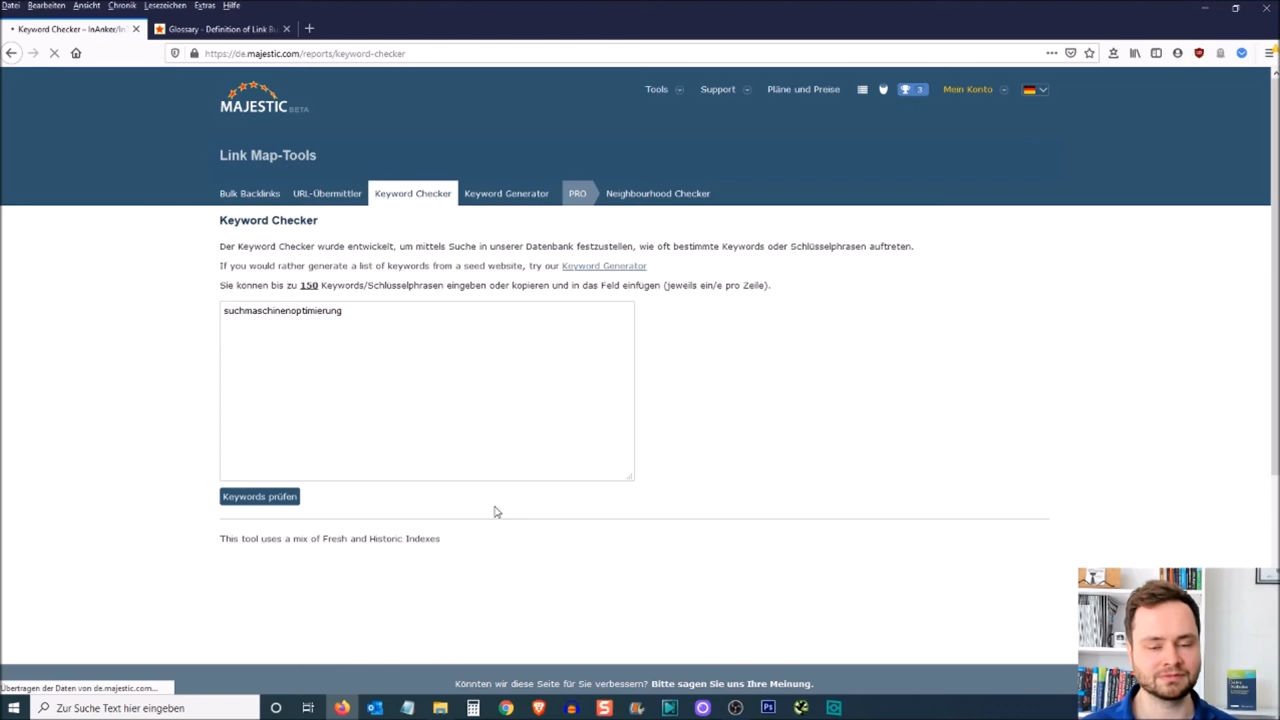 Datei Bearbeiten Ansicht Chronik Lesezeichen Extras Hilfe
Keyword Checker – InAnker/In
Glossary - Definition of Link Bu
https://de.majestic.com/reports/keyword-checker
MAJESTIC BETA
Tools
Support
Pläne und Preise
3
Mein Konto
Link Map-Tools
Bulk Backlinks
URL-Übermittler
Keyword Checker
Keyword Generator
PRO
Neighbourhood Checker
Keyword Checker
Der Keyword Checker wurde entwickelt, um mittels Suche in unserer Datenbank festzustellen, wie oft bestimmte Keywords oder Schlüsselphrasen auftreten.
If you would rather generate a list of keywords from a seed website, try our Keyword Generator
Sie können bis zu 150 Keywords/Schlüsselphrasen eingeben oder kopieren und in das Feld einfügen (jeweils ein/e pro Zeile).
suchmaschinenoptimierung
Keywords prüfen
This tool uses a mix of Fresh and Historic Indexes
Könnten wir diese Seite für Sie verbessern? Bitte sagen Sie uns Ihre Meinung.
Übertragen der Daten von de.majestic.com...
Zur Suche Text hier eingeben